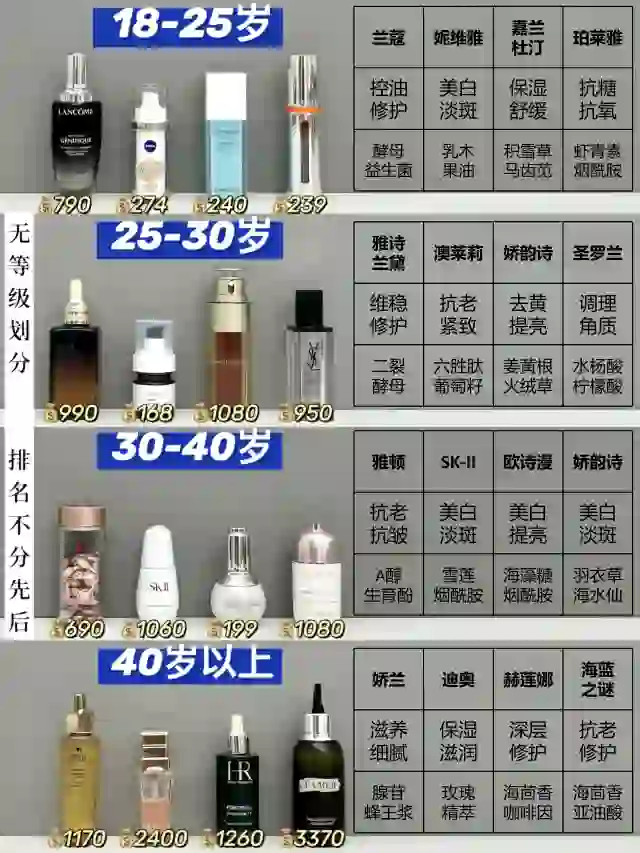 18-25岁
兰蔻 妮维雅 嘉兰杜汀 珀莱雅
控油修护 美白淡斑 保湿舒缓 抗糖抗氧
酵母益生菌 乳木果油 积雪草马齿苋 虾青素烟酰胺
LANCÔME
GÉNIFIQUE
NIVEA
790 274 240 239
无等级划分
25-30岁
雅诗兰黛 澳莱莉 娇韵诗 圣罗兰
维稳修护 抗老紧致 去黄提亮 调理角质
二裂酵母 六胜肽葡萄籽 姜黄根火绒草 水杨酸柠檬酸
YSL
990 168 1080 950
排名不分先后
30-40岁
雅顿 SK-II 欧诗漫 娇韵诗
抗老抗皱 美白淡斑 美白提亮 美白淡斑
A醇生育酚 雪莲烟酰胺 海藻糖烟酰胺 羽衣草海水仙
SK-II
690 1060 199 1080
40岁以上
娇兰 迪奥 赫莲娜 海蓝之谜
滋养细腻 保湿滋润 深层修护 抗老修护
腺苷蜂王浆 玫瑰精萃 海茴香咖啡因 海茴香亚油酸
HR
LA MER
1170 2400 1260 3370